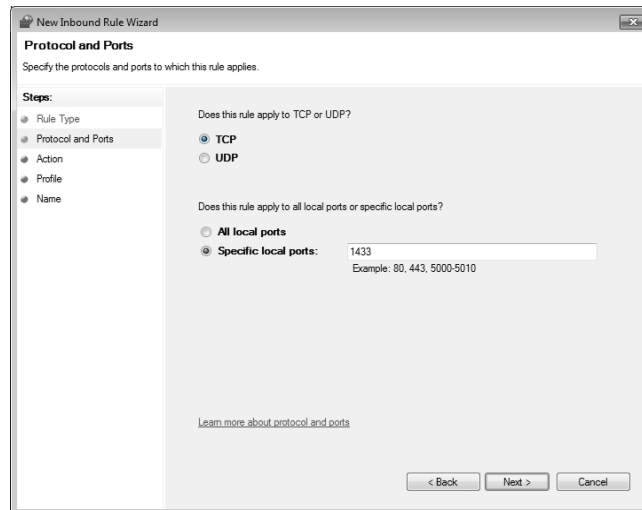 New Inbound Rule Wizard
Protocol and Ports
Specify the protocols and ports to which this rule applies.
Steps:
Rule Type
Protocol and Ports
Action
Profile
Name
Does this rule apply to TCP or UDP?
TCP
UDP
Does this rule apply to all local ports or specific local ports?
All local ports
Specific local ports: 1433
Example: 80, 443, 5000-5010
Learn more about protocol and ports
< Back Next > Cancel